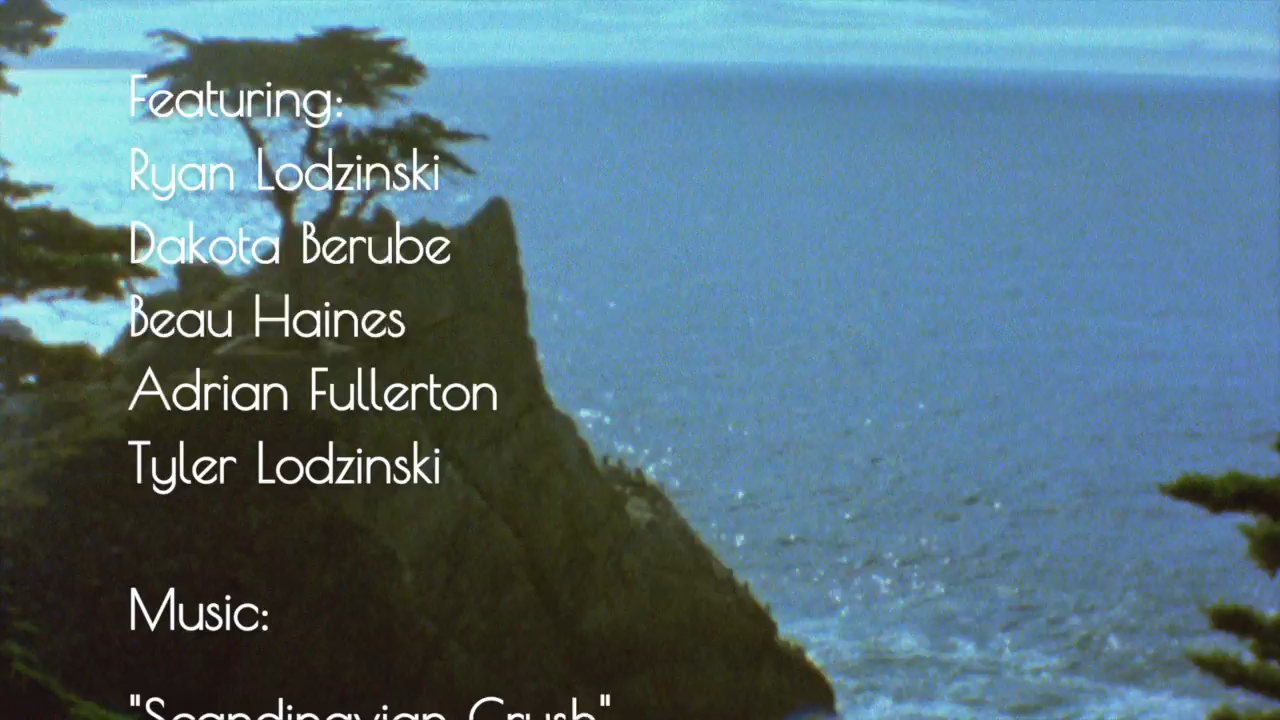 Featuring:
Ryan Lodzinski
Dakota Berube
Beau Haines
Adrian Fullerton
Tyler Lodzinski
Music:
"Scandinavian Crush"